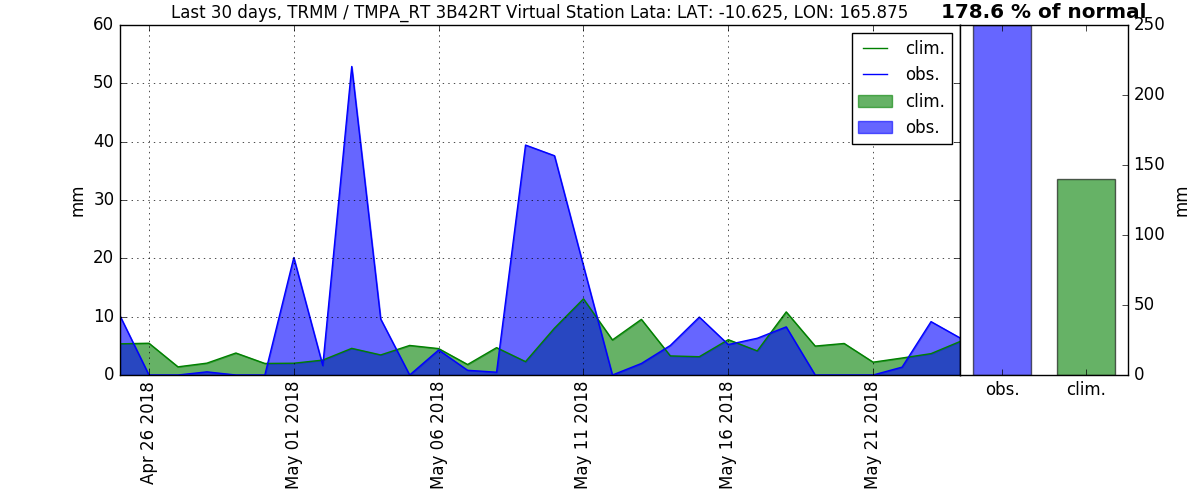 Last 30 days, TRMM / TMPA_RT 3B42RT Virtual Station Lata: LAT: -10.625, LON: 165.875
178.6 % of normal
60
50
40
30
20
10
0
mm
clim.
obs.
clim.
obs.
250
200
150
100
50
0
mm
Apr 26 2018
May 01 2018
May 06 2018
May 11 2018
May 16 2018
May 21 2018
obs.
clim.